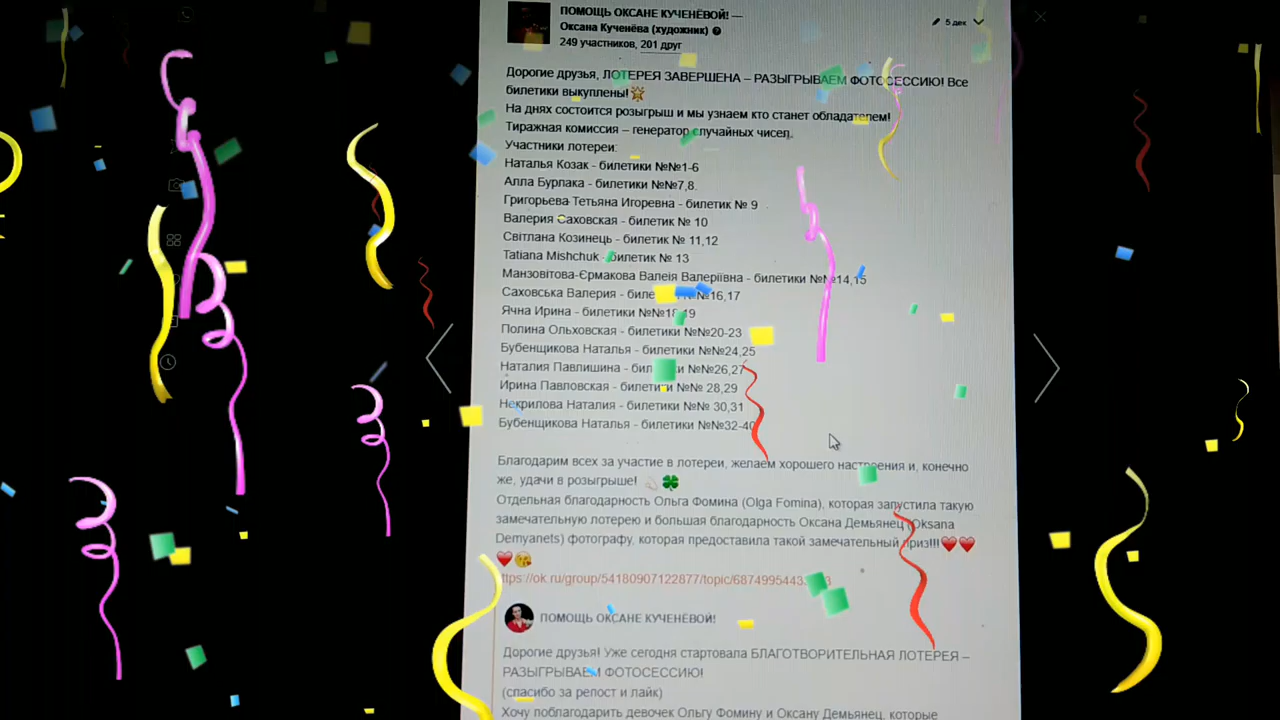 ПОМОЩЬ ОКСАНЕ КУЧЕНЁВОЙ! —
Оксана Кученёва (художник)
249 участников, 201 друг
5 дек
Дорогие друзья, ЛОТЕРЕЯ ЗАВЕРШЕНА – РАЗЫГРЫВАЕМ ФОТОСЕССИЮ! Все
билетики выкуплены!
На днях состоится розыгрыш и мы узнаем кто станет обладателем!
Тиражная комиссия – генератор случайных чисел.
Участники лотереи:
Наталья Козак - билетики №№1-6
Алла Бурлака - билетики №№7,8.
Григорьева Тетьяна Игоревна - билетик № 9
Валерия Саховская - билетик № 10
Світлана Козинець - билетик № 11,12
Tatiana Mishchuk - билетик № 13
Манзовітова-Єрмакова Валеія Валеріївна - билетики №№14,15
Саховська Валерия - №№16,17
Ячна Ирина - билетики №№18,19
Полина Ольховская - билетики №№20-23
Бубенщикова Наталья - билетики №№24,25
Наталия Павлишина - №№26,27
Ирина Павловская - билетики №№ 28,29
Некрилова Наталия - билетики №№ 30,31
Бубенщикова Наталья - билетики №№32-40
Благодарим всех за участие в лотереи, желаем хорошего настроения и, конечно
же, удачи в розыгрыше! 🍀
Отдельная благодарность Ольга Фомина (Olga Fomina), которая запустила такую
замечательную лотерею и большая благодарность Оксана Демьянец (Oksana
Demyanets) фотографу, которая предоставила такой замечательный приз!!!❤❤
❤😘
ПОМОЩЬ ОКСАНЕ КУЧЕНЁВОЙ!
Дорогие друзья! Уже сегодня стартовала БЛАГОТВОРИТЕЛЬНАЯ ЛОТЕРЕЯ –
РАЗЫГРЫВАЕМ ФОТОСЕССИЮ!
(спасибо за репост и лайк)
Хочу поблагодарить девочек Ольгу Фомину и Оксану Демьянец, которые